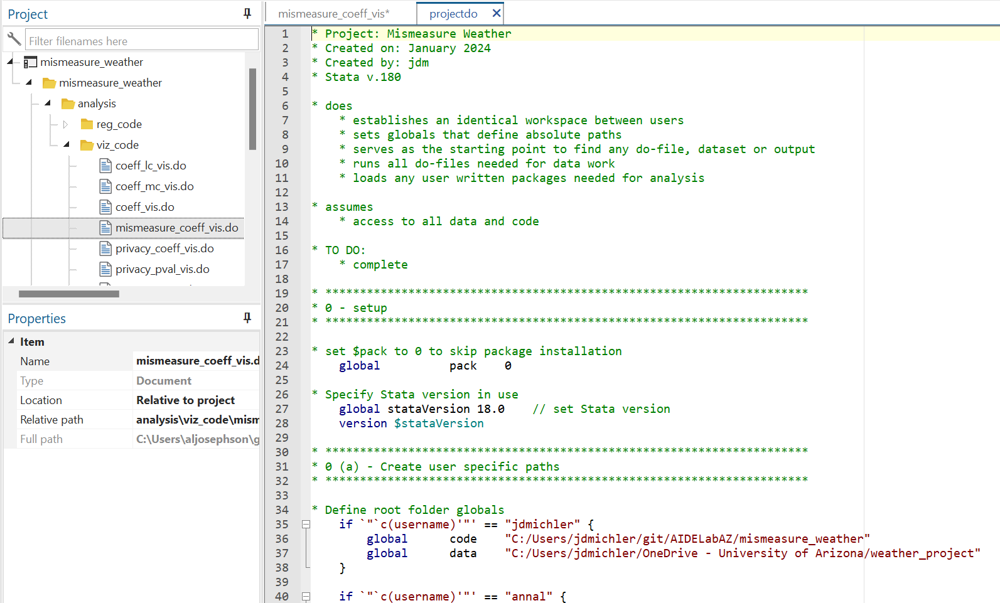 Project
Filter filenames here
mismeasure_weather
mismeasure_weather
analysis
reg_code
viz_code
coeff_lc_vis.do
coeff_mc_vis.do
coeff_vis.do
mismeasure_coeff_vis.do
privacy_coeff_vis.do
privacy_pval_vis.do
Properties
Item
Name mismeasure_coeff_vis.d
Type Document
Location Relative to project
Relative path analysis\viz_code\mism
Full path C:\Users\aljosephson\g
mismeasure_coeff_vis* projectdo
1 * Project: Mismeasure Weather
2 * Created on: January 2024
3 * Created by: jdm
4 * Stata v.180
5
6 * does
7 * establishes an identical workspace between users
8 * sets globals that define absolute paths
9 * serves as the starting point to find any do-file, dataset or output
10 * runs all do-files needed for data work
11 * loads any user written packages needed for analysis
12
13 * assumes
14 * access to all data and code
15
16 * TO DO:
17 * complete
18
19 * **********************************************************************
20 * 0 - setup
21 * **********************************************************************
22
23 * set $pack to 0 to skip package installation
24 global pack 0
25
26 * Specify Stata version in use
27 global stataVersion 18.0 // set Stata version
28 version $stataVersion
29
30 * **********************************************************************
31 * 0 (a) - Create user specific paths
32 * **********************************************************************
33
34 * Define root folder globals
35 if `"`c(username)'"' == "jdmichler" {
36 global code "C:/Users/jdmichler/git/AIDELabAZ/mismeasure_weather"
37 global data "C:/Users/jdmichler/OneDrive - University of Arizona/weather_project"
38 }
39
40 if `"`c(username)'"' == "annal" {